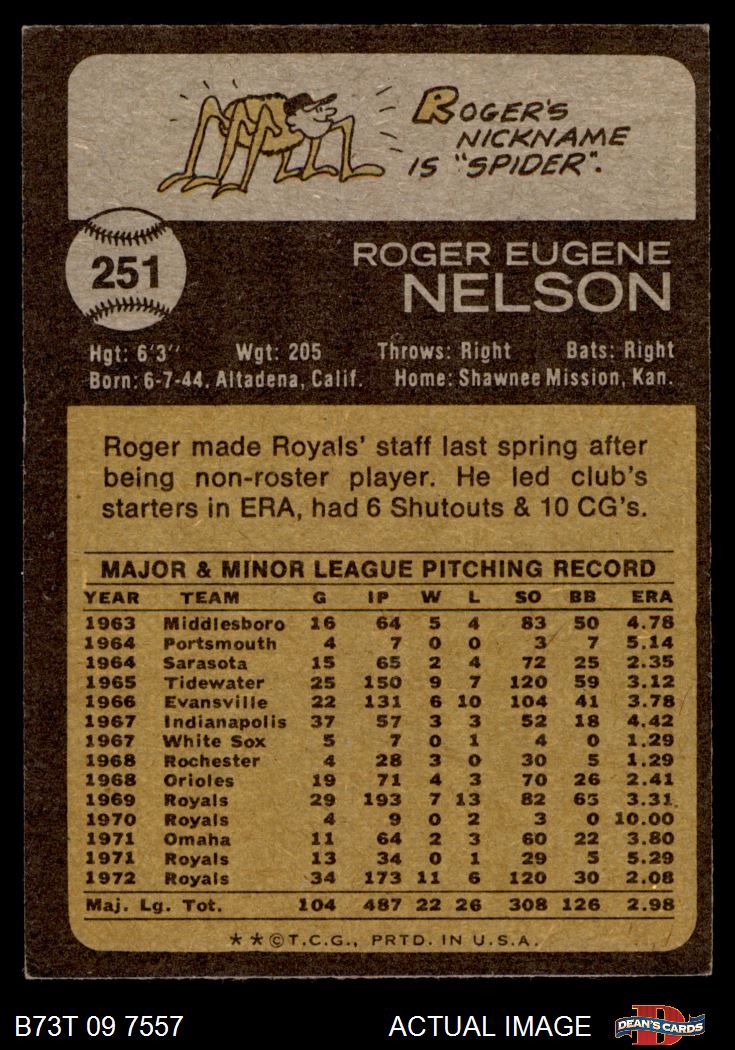 ROGER'S
NICKNAME
IS "SPIDER".
251
ROGER EUGENE
NELSON
Hgt: 6'3" Wgt: 205 Throws: Right Bats: Right
Born: 6-7-44, Altadena, Calif. Home: Shawnee Mission, Kan.
Roger made Royals' staff last spring after
being non-roster player. He led club's
starters in ERA, had 6 Shutouts & 10 CG's.
MAJOR & MINOR LEAGUE PITCHING RECORD
YEAR TEAM G IP W L SO BB ERA
1963 Middlesboro 16 64 5 4 83 50 4.78
1964 Portsmouth 4 7 0 0 3 7 5.14
1964 Sarasota 15 65 2 4 72 25 2.35
1965 Tidewater 25 150 9 7 120 59 3.12
1966 Evansville 22 131 6 10 104 41 3.78
1967 Indianapolis 37 57 3 3 52 18 4.42
1967 White Sox 5 7 0 1 4 0 1.29
1968 Rochester 4 28 3 0 30 5 1.29
1968 Orioles 19 71 4 3 70 26 2.41
1969 Royals 29 193 7 13 82 65 3.31
1970 Royals 4 9 0 2 3 0 10.00
1971 Omaha 11 64 2 3 60 22 3.80
1971 Royals 13 34 0 1 29 5 5.29
1972 Royals 34 173 11 6 120 30 2.08
Maj. Lg. Tot. 104 487 22 26 308 126 2.98
★★©T.C.G., PRTD. IN U.S.A.
B73T 09 7557 ACTUAL IMAGE DEAN'S CARDS